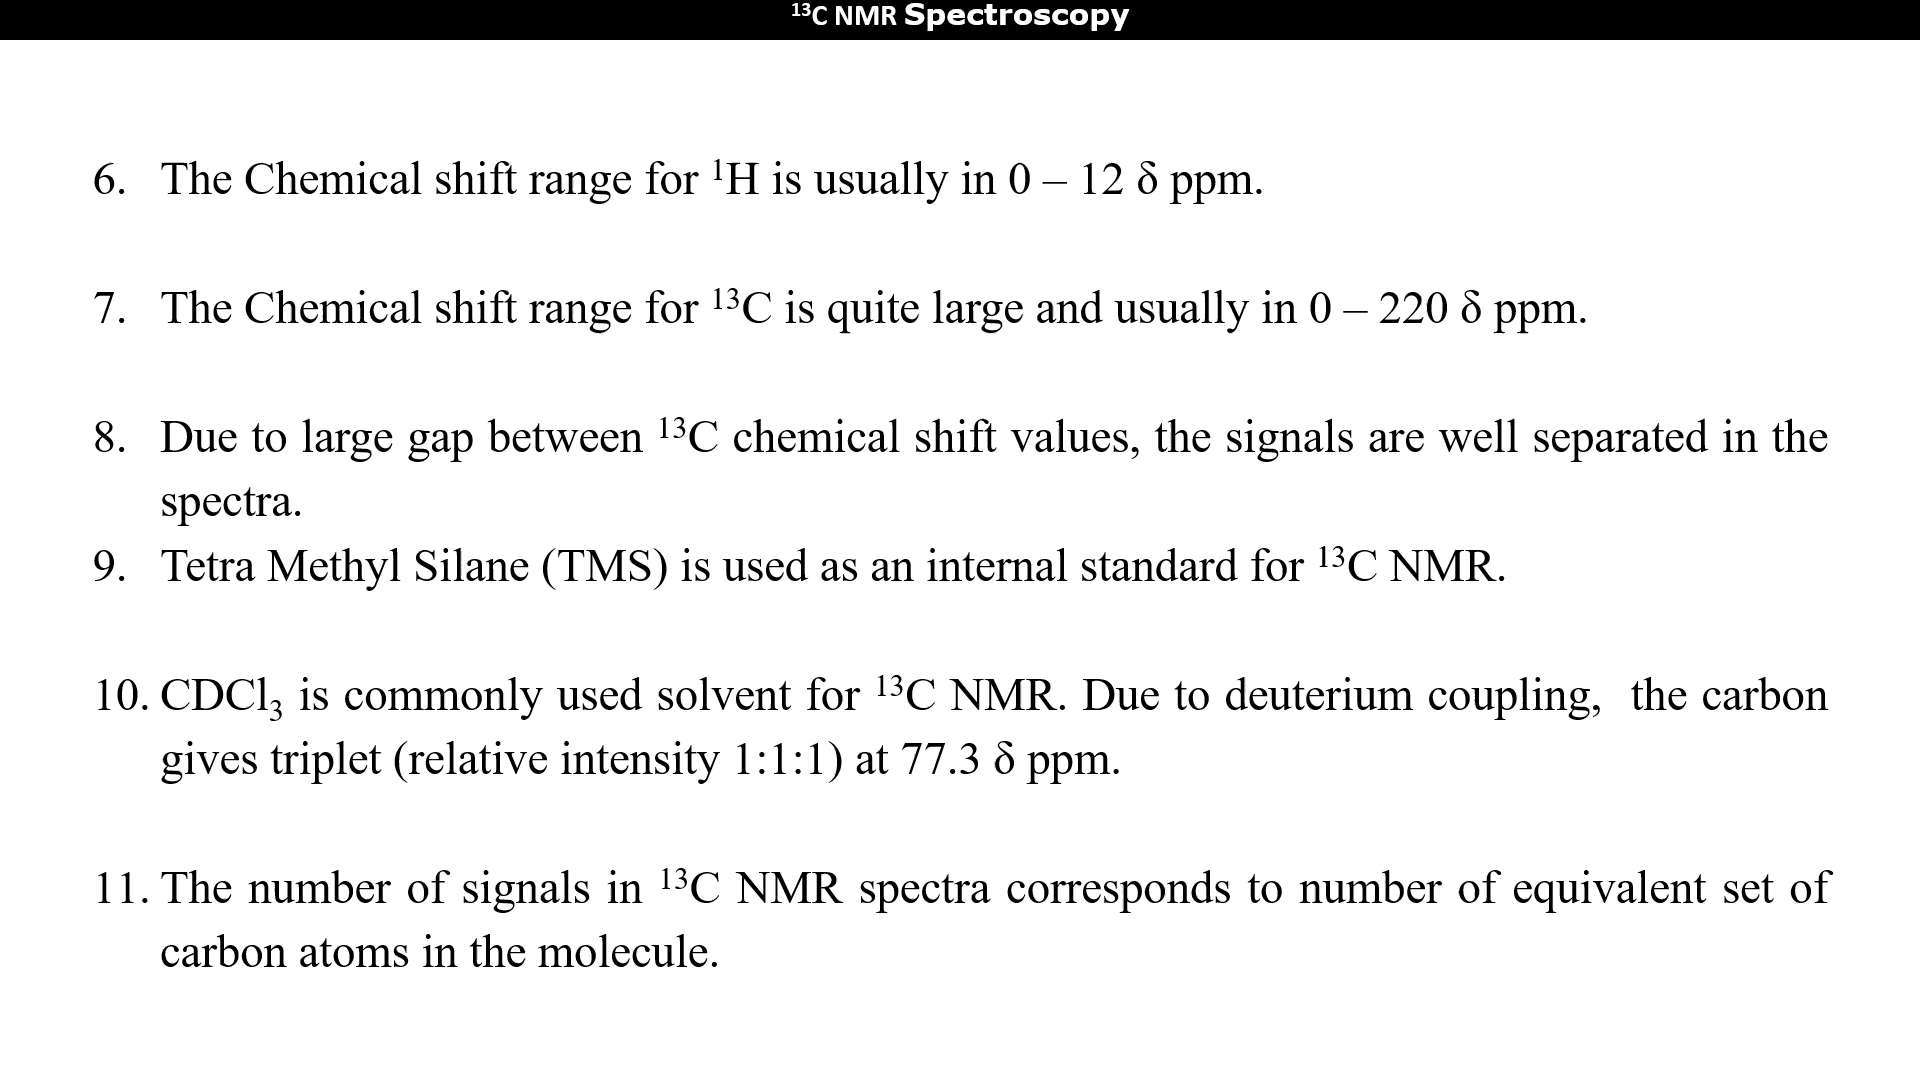 ¹³C NMR Spectroscopy
6. The Chemical shift range for ¹H is usually in 0 – 12 δ ppm.
7. The Chemical shift range for ¹³C is quite large and usually in 0 – 220 δ ppm.
8. Due to large gap between ¹³C chemical shift values, the signals are well separated in the
spectra.
9. Tetra Methyl Silane (TMS) is used as an internal standard for ¹³C NMR.
10. CDCl₃ is commonly used solvent for ¹³C NMR. Due to deuterium coupling, the carbon
gives triplet (relative intensity 1:1:1) at 77.3 δ ppm.
11. The number of signals in ¹³C NMR spectra corresponds to number of equivalent set of
carbon atoms in the molecule.